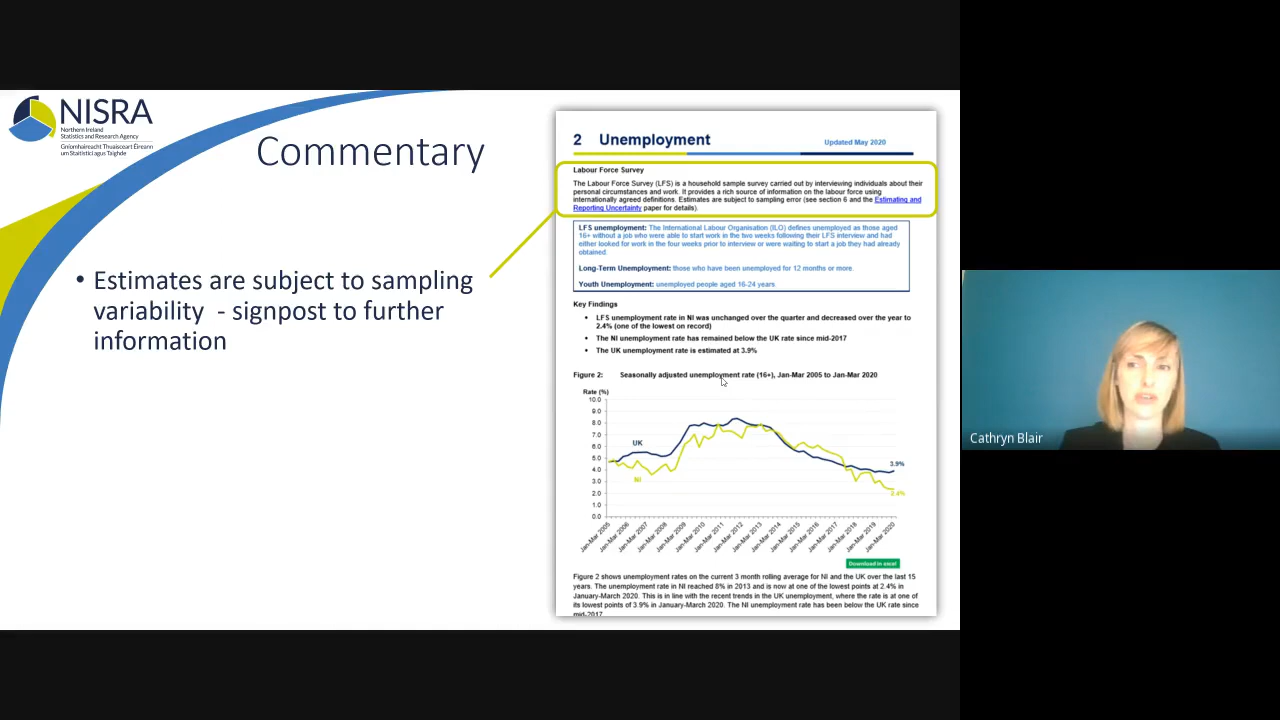 NISRA
Northern Ireland
Statistics and Research Agency
Gníomhaireacht Thuaisceart Éireann
um Staitisticí agus Taighde
Commentary
• Estimates are subject to sampling
variability - signpost to further
information
2 Unemployment
Updated May 2020
Labour Force Survey
The Labour Force Survey (LFS) is a household sample survey carried out by interviewing individuals about their
personal circumstances and work. It provides a rich source of information on the labour force using
internationally agreed definitions. Estimates are subject to sampling error (see section 6 and the Estimating and
Reporting Uncertainty paper for details).
LFS unemployment: The International Labour Organisation (ILO) defines unemployed as those aged
16+ without a job who were able to start work in the two weeks following their LFS interview and had
either looked for work in the four weeks prior to interview or were waiting to start a job they had already
obtained.
Long-Term Unemployment: those who have been unemployed for 12 months or more.
Youth Unemployment: unemployed people aged 16-24 years
Key Findings
• LFS unemployment rate in NI was unchanged over the quarter and decreased over the year to
2.4% (one of the lowest on record)
• The NI unemployment rate has remained below the UK rate since mid-2017
• The UK unemployment rate is estimated at 3.9%
Figure 2: Seasonally adjusted unemployment rate (16+), Jan-Mar 2005 to Jan-Mar 2020
Rate (%)
10.0
9.0
8.0
7.0
6.0
5.0
4.0
3.0
2.0
1.0
0.0
UK
NI
3.9%
2.4%
Jan-Mar 2005
Jan-Mar 2006
Jan-Mar 2007
Jan-Mar 2008
Jan-Mar 2009
Jan-Mar 2010
Jan-Mar 2011
Jan-Mar 2012
Jan-Mar 2013
Jan-Mar 2014
Jan-Mar 2015
Jan-Mar 2016
Jan-Mar 2017
Jan-Mar 2018
Jan-Mar 2019
Jan-Mar 2020
Download in excel
Figure 2 shows unemployment rates on the current 3 month rolling average for NI and the UK over the last 15
years. The unemployment rate in NI reached 8% in 2013 and is now at one of the lowest points at 2.4% in
January-March 2020. This is in line with the recent trends in the UK unemployment, where the rate is at one of
its lowest points of 3.9% in January-March 2020. The NI unemployment rate has been below the UK rate since
mid-2017
Cathryn Blair